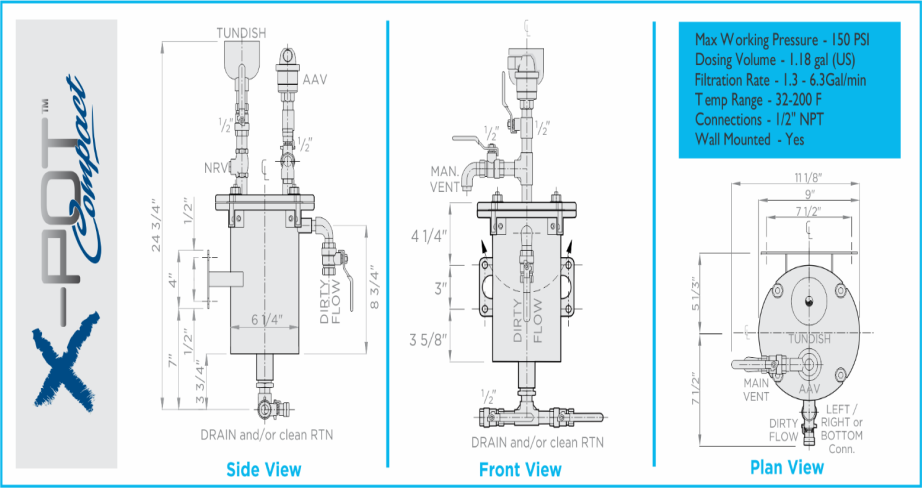 X-POT™
Compact
TUNDISH
AAV
1/2"
1/2"
NRV
℄
24 3/4"
1/2"
4"
7"
1/2"
3 3/4"
6 1/4"
DIRTY
FLOW
8 3/4"
DRAIN and/or clean RTN
Side View
℄
1/2"
1/2"
MAN.
VENT
4 1/4"
3"
3 5/8"
DIRTY
FLOW
1/2"
DRAIN and/or clean RTN
Front View
Max Working Pressure - 150 PSI
Dosing Volume - 1.18 gal (US)
Filtration Rate - 1.3 - 6.3Gal/min
Temp Range - 32-200 F
Connections - 1/2" NPT
Wall Mounted - Yes
11 1/8"
9"
7 1/2"
℄
5 1/3"
℄
7 1/2"
TUNDISH
MAIN
VENT
AAV
DIRTY
FLOW
LEFT /
RIGHT or
BOTTOM
Conn.
Plan View